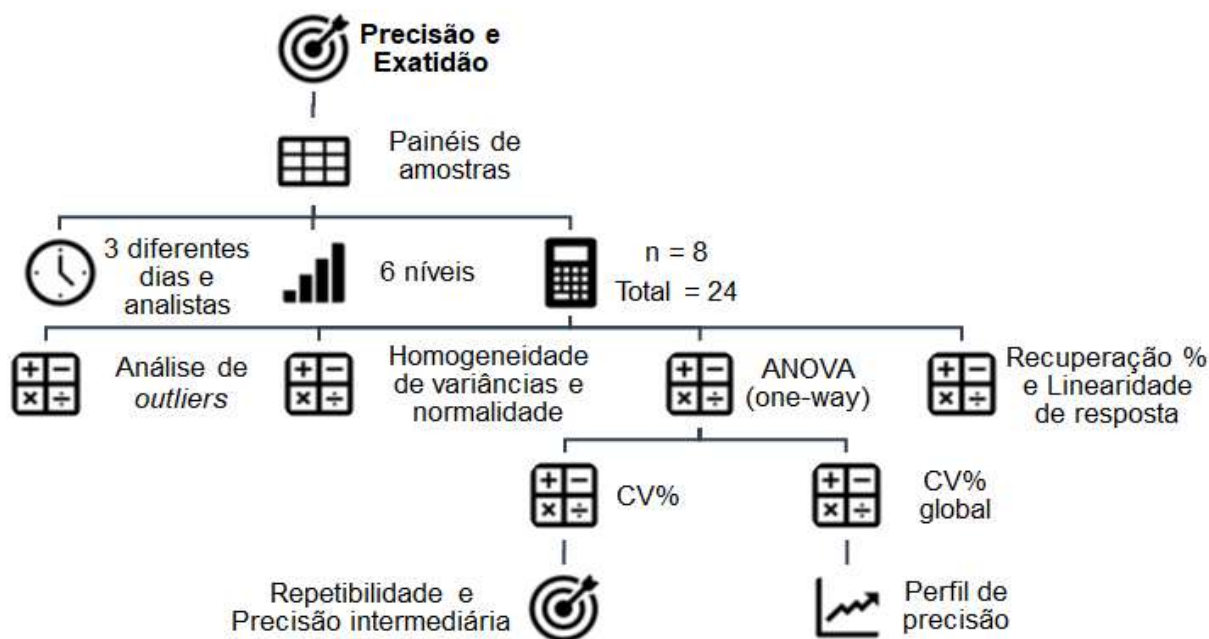 Precisão e
Exatidão
Painéis de
amostras
3 diferentes
dias e
analistas
6 níveis
n = 8
Total = 24
Análise de
outliers
Homogeneidade
de variâncias e
normalidade
ANOVA
(one-way)
Recuperação %
e Linearidade
de resposta
CV%
CV%
global
Repetibilidade e
Precisão intermediária
Perfil de
precisão